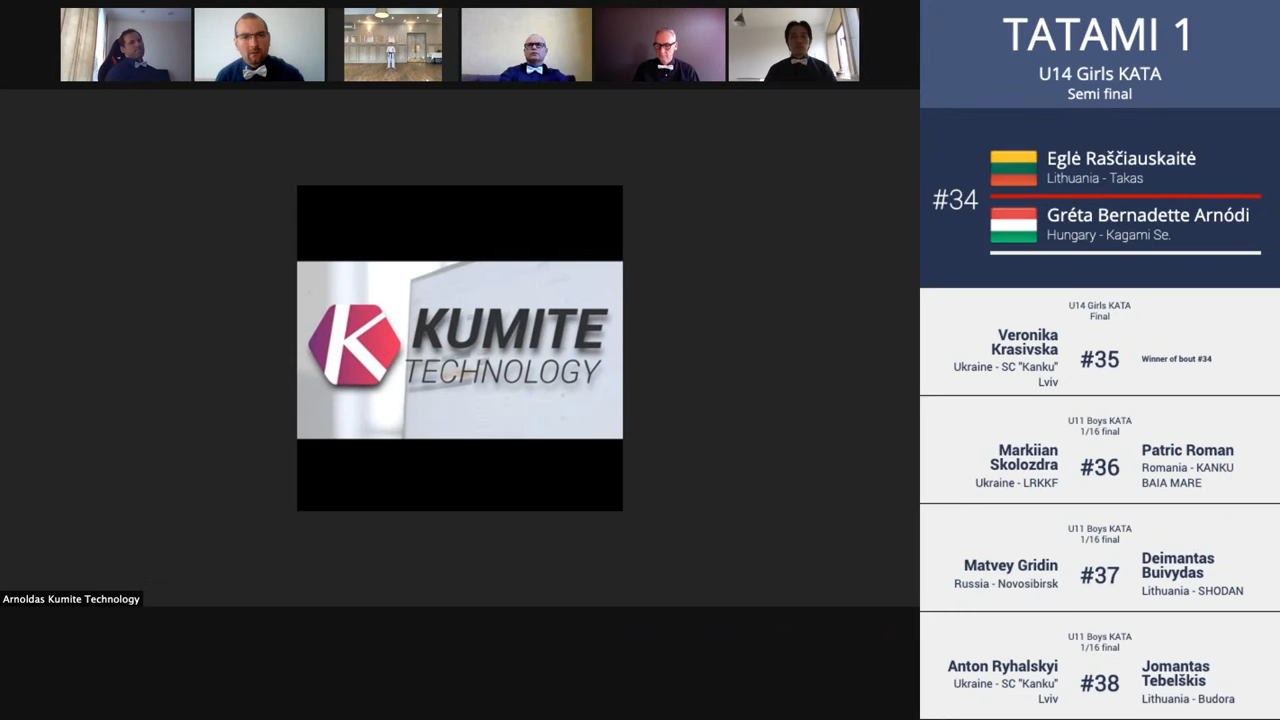 TATAMI 1
U14 Girls KATA
Semi final
#34
Eglė Raščiauskaitė
Lithuania - Takas
Gréta Bernadette Arnódi
Hungary - Kagami Se.
U14 Girls KATA
Final
Veronika
Krasivska
Ukraine - SC "Kanku"
Lviv
#35
Winner of bout #34
U11 Boys KATA
1/16 final
Markiian
Skolozdra
Ukraine - LRKKF
#36
Patric Roman
Romania - KANKU
BAIA MARE
U11 Boys KATA
1/16 final
Matvey Gridin
Russia - Novosibirsk
#37
Deimantas
Buivydas
Lithuania - SHODAN
U11 Boys KATA
1/16 final
Anton Ryhalskyi
Ukraine - SC "Kanku"
Lviv
#38
Jomantas
Tebelškis
Lithuania - Budora
K KUMITE
TECHNOLOGY
Arnoldas Kumite Technology